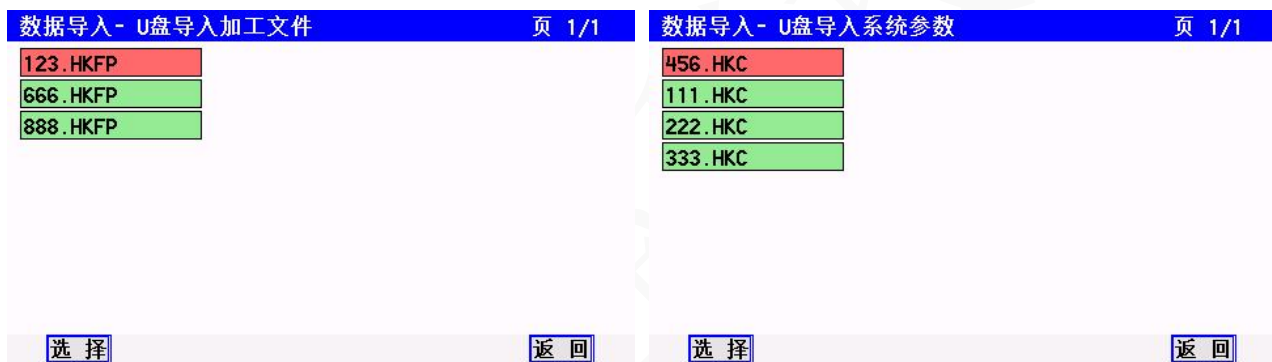 数据导入- U盘导入加工文件 页 1/1
123.HKFP
666.HKFP
888.HKFP
选 择 返 回
数据导入- U盘导入系统参数 页 1/1
456.HKC
111.HKC
222.HKC
333.HKC
选 择 返 回